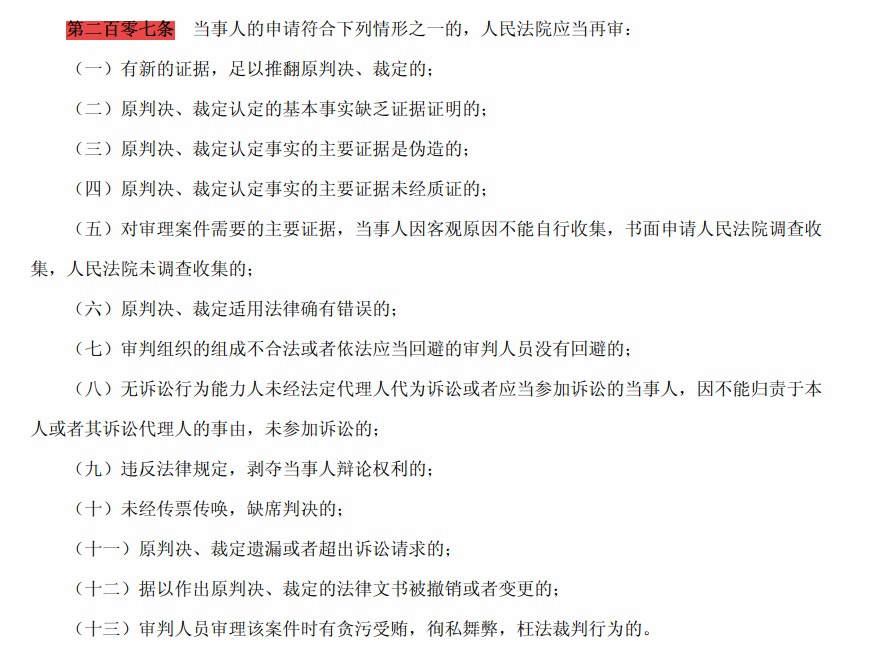 第二百零七条 当事人的申请符合下列情形之一的，人民法院应当再审：
（一）有新的证据，足以推翻原判决、裁定的；
（二）原判决、裁定认定的基本事实缺乏证据证明的；
（三）原判决、裁定认定事实的主要证据是伪造的；
（四）原判决、裁定认定事实的主要证据未经质证的；
（五）对审理案件需要的主要证据，当事人因客观原因不能自行收集，书面申请人民法院调查收
集，人民法院未调查收集的；
（六）原判决、裁定适用法律确有错误的；
（七）审判组织的组成不合法或者依法应当回避的审判人员没有回避的；
（八）无诉讼行为能力人未经法定代理人代为诉讼或者应当参加诉讼的当事人，因不能归责于本
人或者其诉讼代理人的事由，未参加诉讼的；
（九）违反法律规定，剥夺当事人辩论权利的；
（十）未经传票传唤，缺席判决的；
（十一）原判决、裁定遗漏或者超出诉讼请求的；
（十二）据以作出原判决、裁定的法律文书被撤销或者变更的；
（十三）审判人员审理该案件时有贪污受贿，徇私舞弊，枉法裁判行为的。